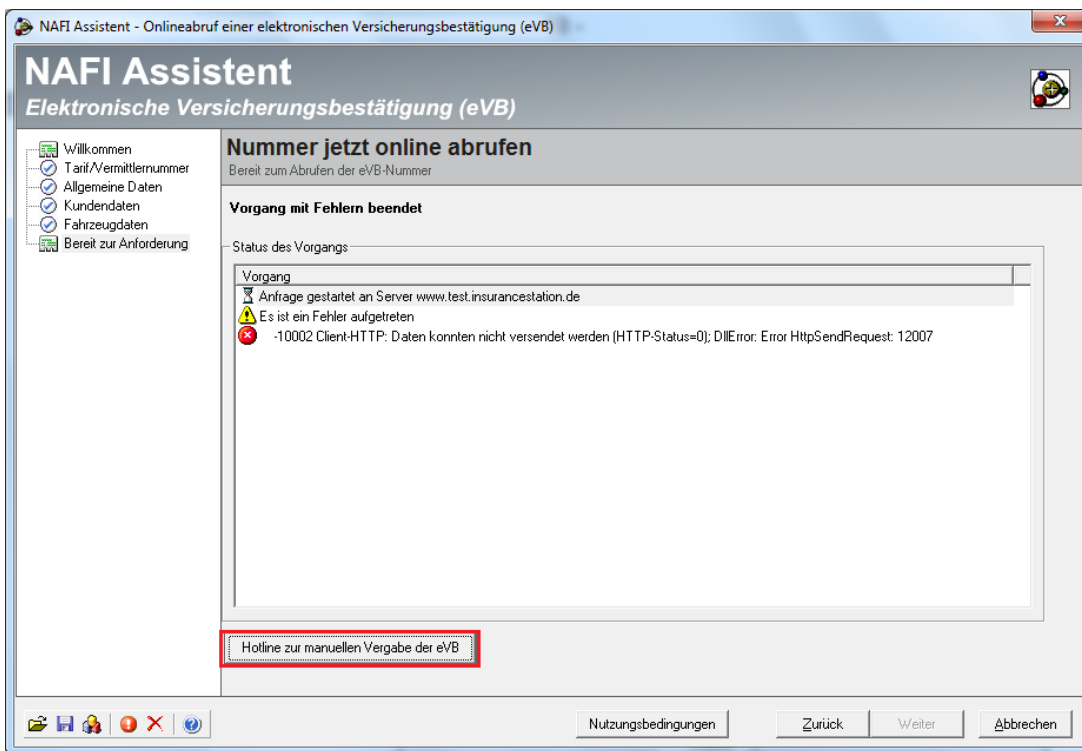 NAFI Assistent - Onlineabruf einer elektronischen Versicherungsbestätigung (eVB)
NAFI Assistent
Elektronische Versicherungsbestätigung (eVB)
Willkommen
Tarif/Vermittlernummer
Allgemeine Daten
Kundendaten
Fahrzeugdaten
Bereit zur Anforderung
Nummer jetzt online abrufen
Bereit zum Abrufen der eVB-Nummer
Vorgang mit Fehlern beendet
Status des Vorgangs
Vorgang
Anfrage gestartet an Server www.test.insurancestation.de
Es ist ein Fehler aufgetreten
-10002 Client-HTTP: Daten konnten nicht versendet werden (HTTP-Status=0); DllError: Error HttpSendRequest: 12007
Hotline zur manuellen Vergabe der eVB
Nutzungsbedingungen
Zurück
Weiter
Abbrechen